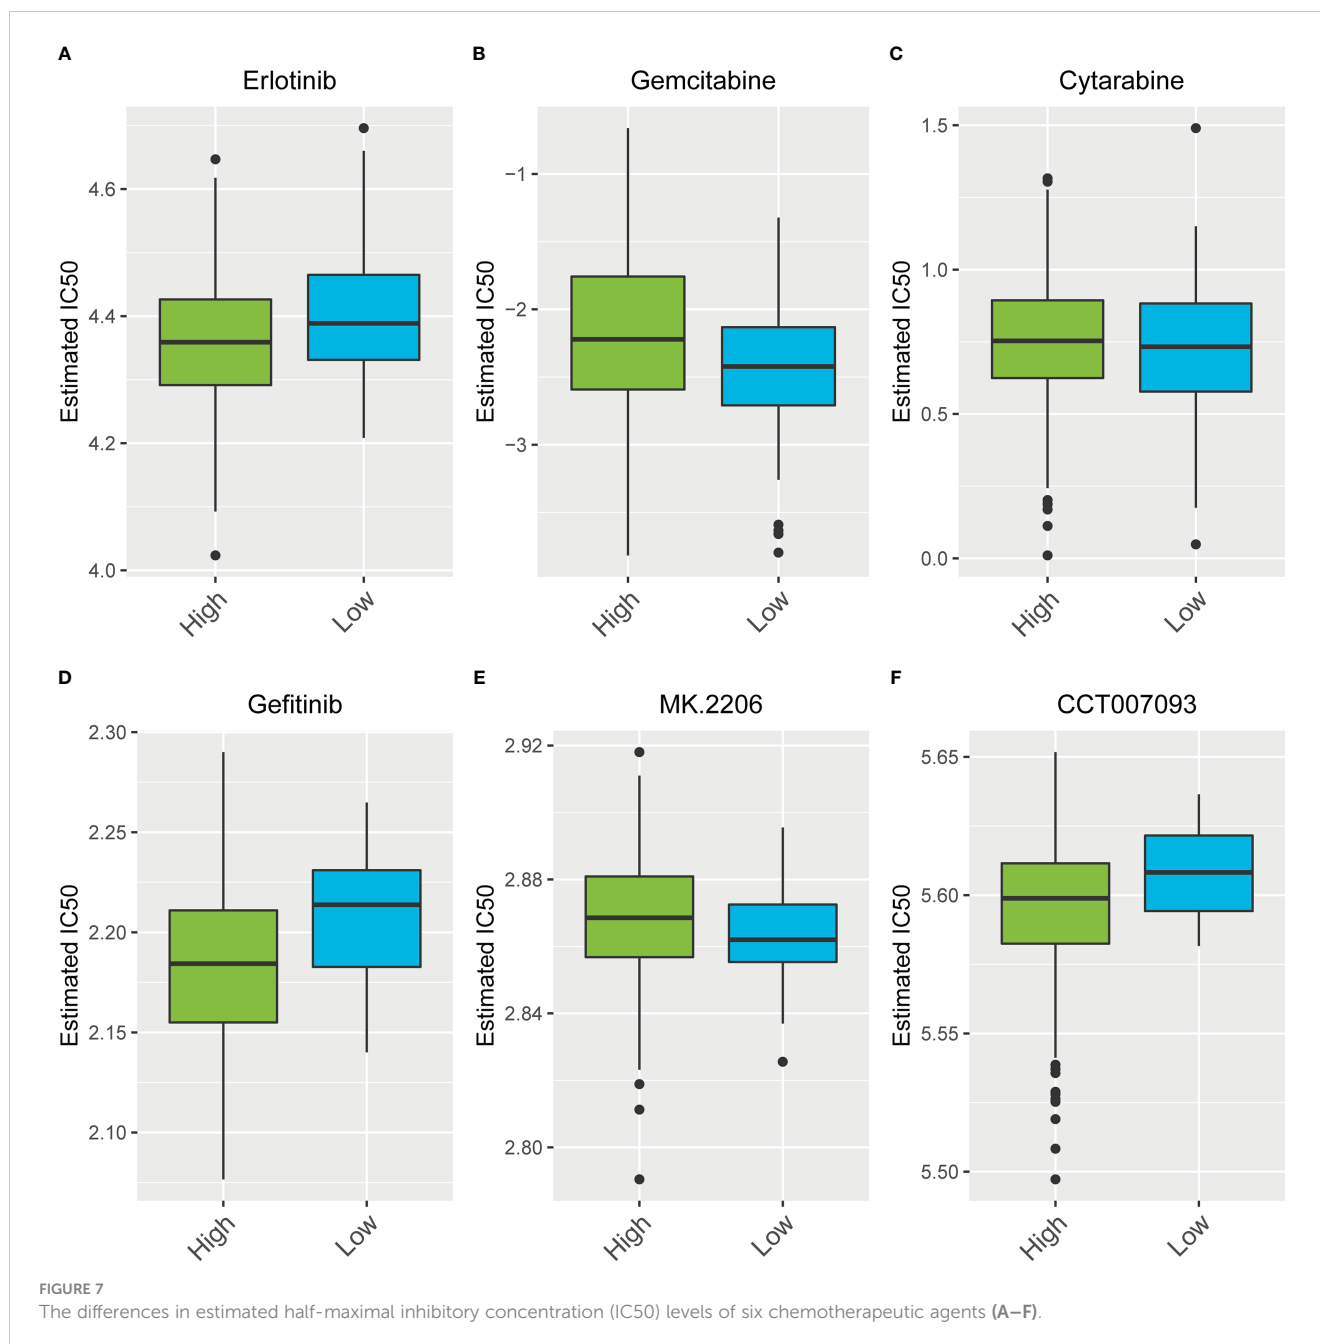 A
Erlotinib
Estimated IC50
4.6
4.4
4.2
4.0
High
Low
B
Gemcitabine
Estimated IC50
−1
−2
−3
High
Low
C
Cytarabine
Estimated IC50
1.5
1.0
0.5
0.0
High
Low
D
Gefitinib
Estimated IC50
2.30
2.25
2.20
2.15
2.10
High
Low
E
MK.2206
Estimated IC50
2.92
2.88
2.84
2.80
High
Low
F
CCT007093
Estimated IC50
5.65
5.60
5.55
5.50
High
Low
FIGURE 7
The differences in estimated half-maximal inhibitory concentration (IC50) levels of six chemotherapeutic agents (A–F).